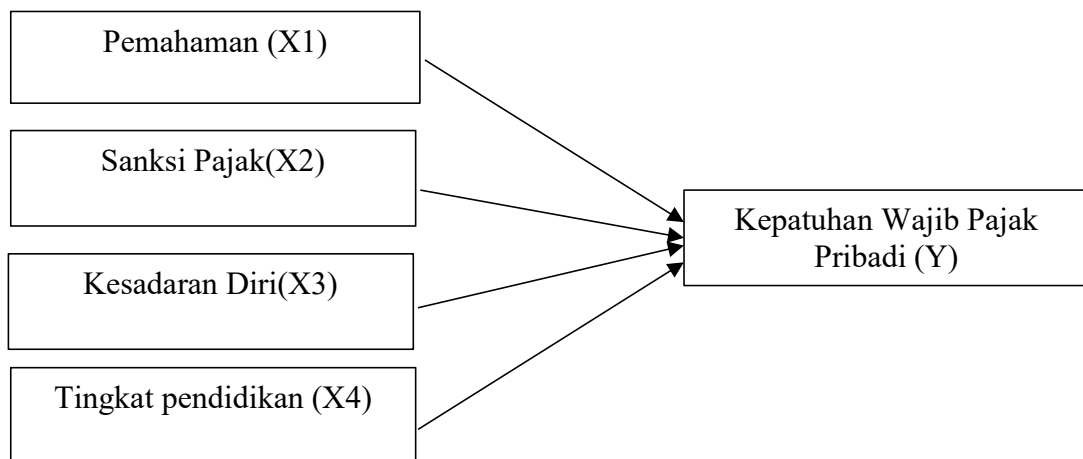 Pemahaman (X1)
Sanksi Pajak(X2)
Kesadaran Diri(X3)
Tingkat pendidikan (X4)
Kepatuhan Wajib Pajak
Pribadi (Y)